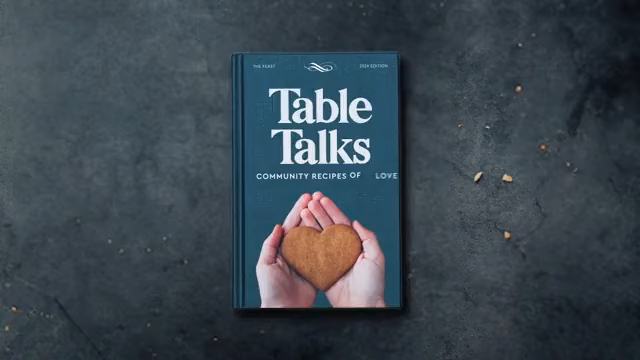 THE FEAST
2024 EDITION
Table
Talks
COMMUNITY RECIPES OF LOVE